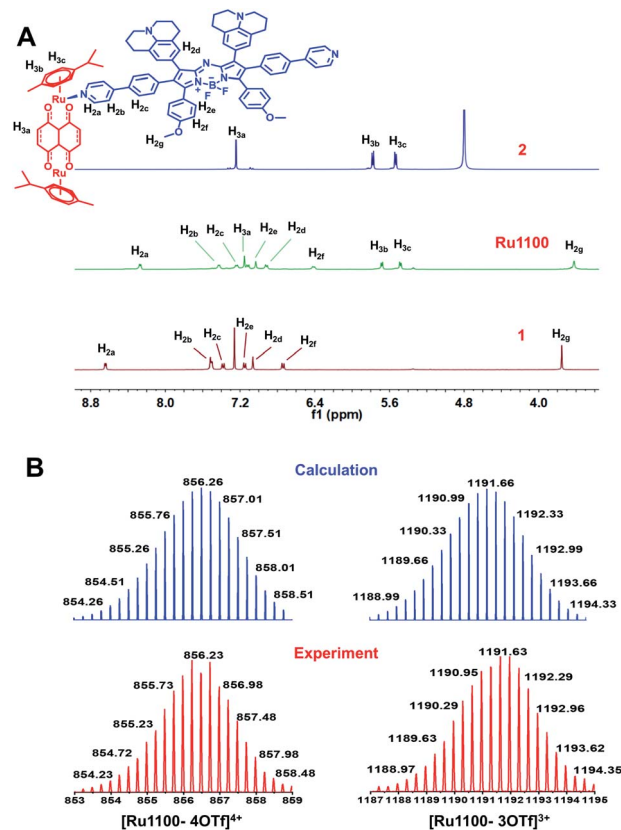 A
H3b
H3c
Ru
N
H2a
H2b
H2c
H2d
N
N
N
N
B
F
F
N
H2e
H2f
O
O
H2g
H3a
O
O
O
O
Ru
H3a
H3b
H3c
2
H2a
H2b
H2c
H3a
H2e
H2d
H2f
H3b
H3c
Ru1100
H2g
H2a
H2b
H2c
H2e
H2d
H2f
1
H2g
8.8 8.0 7.2 6.4 5.6 4.8 4.0
f1 (ppm)
B
Calculation
856.26
857.01
855.76
857.51
855.26
858.01
854.51
858.51
854.26
1191.66
1190.99
1192.33
1190.33
1192.99
1189.66
1193.66
1188.99
1194.33
Experiment
856.23
855.73
856.98
855.23
857.48
854.72
857.98
854.23
858.48
853 854 855 856 857 858 859
[Ru1100- 4OTf]4+
1191.63
1190.95
1192.29
1190.29
1192.96
1189.63
1193.62
1188.97
1194.35
1187 1188 1189 1190 1191 1192 1193 1194 1195
[Ru1100- 3OTf]3+